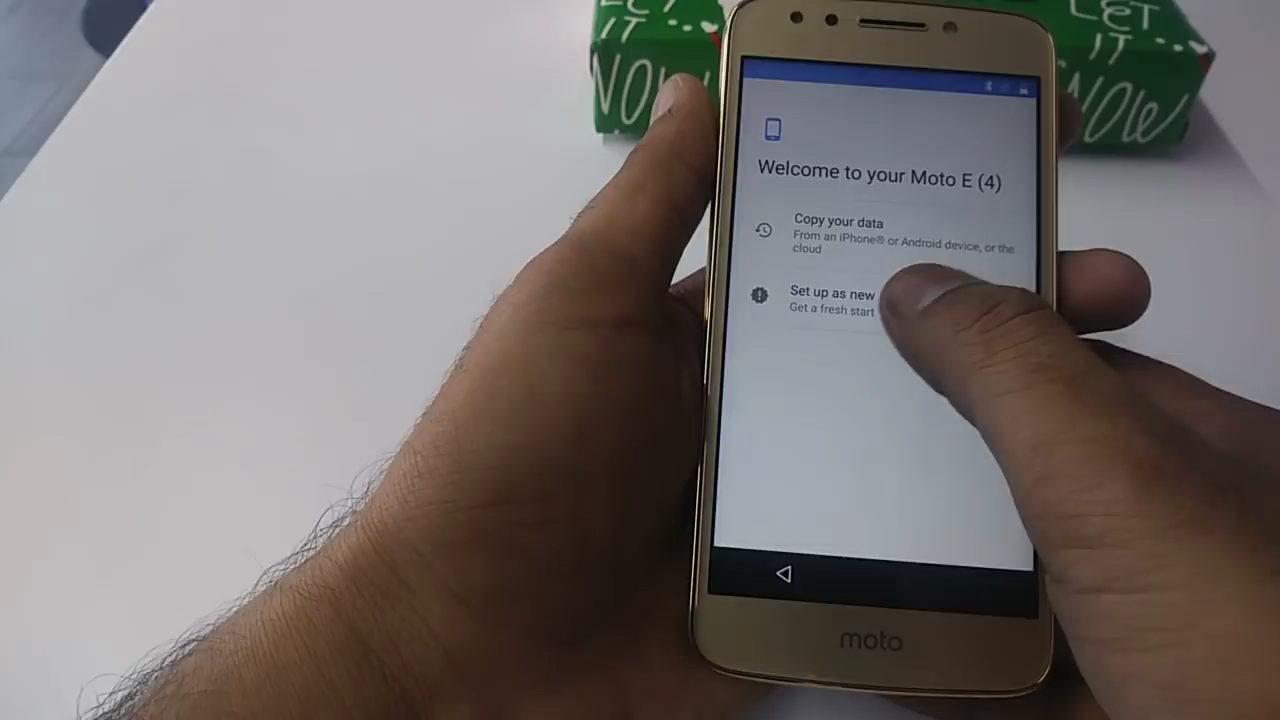 LET
IT
NOW
LET
IT
NOW
Welcome to your Moto E (4)
Copy your data
From an iPhone® or Android device, or the
cloud
Set up as new
Get a fresh start
moto